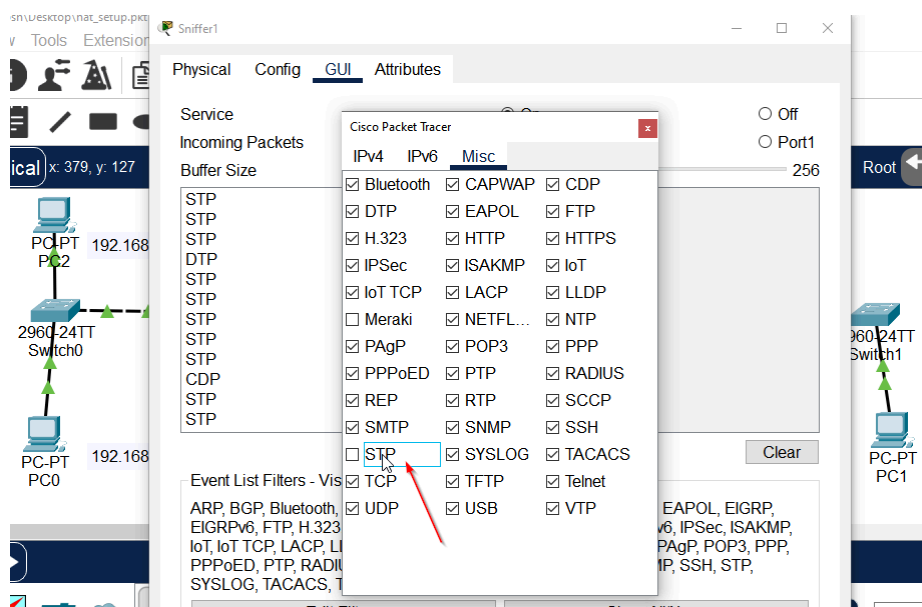 osh\Desktop\nat_setup.pkt
Tools Extension
Sniffer1
Physical Config GUI Attributes
Service On Off
Incoming Packets Port1
Buffer Size 256
ical x: 379, y: 127
Root
Cisco Packet Tracer
IPv4 IPv6 Misc
Bluetooth CAPWAP CDP
DTP EAPOL FTP
H.323 HTTP HTTPS
IPSec ISAKMP IoT
IoT TCP LACP LLDP
Meraki NETFL... NTP
PAgP POP3 PPP
PPPoED PTP RADIUS
REP RTP SCCP
SMTP SNMP SSH
STP SYSLOG TACACS
TCP TFTP Telnet
UDP USB VTP
STP
STP
STP
DTP
STP
STP
STP
STP
STP
CDP
STP
STP
PC-PT
PC2
192.168
2960-24TT
Switch0
PC-PT
PC0
192.168
960-24TT
Switch1
PC-PT
PC1
Clear
Event List Filters - Vis
ARP, BGP, Bluetooth, EAPOL, EIGRP,
EIGRPv6, FTP, H.323 v6, IPSec, ISAKMP,
IoT, IoT TCP, LACP, LL PAgP, POP3, PPP,
PPPoED, PTP, RADIU IP, SSH, STP,
SYSLOG, TACACS, T